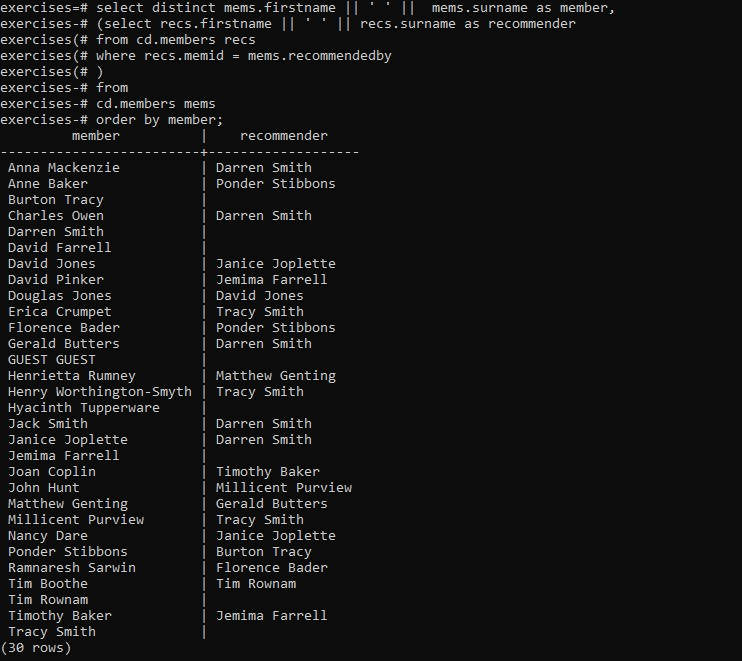 exercises=# select distinct mems.firstname || ' ' ||  mems.surname as member,
exercises-# (select recs.firstname || ' ' || recs.surname as recommender
exercises(# from cd.members recs
exercises(# where recs.memid = mems.recommendedby
exercises(# )
exercises-# from
exercises-# cd.members mems
exercises-# order by member;
         member          |    recommender
-------------------------+-------------------
 Anna Mackenzie          | Darren Smith
 Anne Baker              | Ponder Stibbons
 Burton Tracy            |
 Charles Owen            | Darren Smith
 Darren Smith            |
 David Farrell           |
 David Jones             | Janice Joplette
 David Pinker            | Jemima Farrell
 Douglas Jones           | David Jones
 Erica Crumpet           | Tracy Smith
 Florence Bader          | Ponder Stibbons
 Gerald Butters          | Darren Smith
 GUEST GUEST             |
 Henrietta Rumney        | Matthew Genting
 Henry Worthington-Smyth | Tracy Smith
 Hyacinth Tupperware     |
 Jack Smith              | Darren Smith
 Janice Joplette         | Darren Smith
 Jemima Farrell          |
 Joan Coplin             | Timothy Baker
 John Hunt               | Millicent Purview
 Matthew Genting         | Gerald Butters
 Millicent Purview       | Tracy Smith
 Nancy Dare              | Janice Joplette
 Ponder Stibbons         | Burton Tracy
 Ramnaresh Sarwin        | Florence Bader
 Tim Boothe              | Tim Rownam
 Tim Rownam              |
 Timothy Baker           | Jemima Farrell
 Tracy Smith             |
(30 rows)